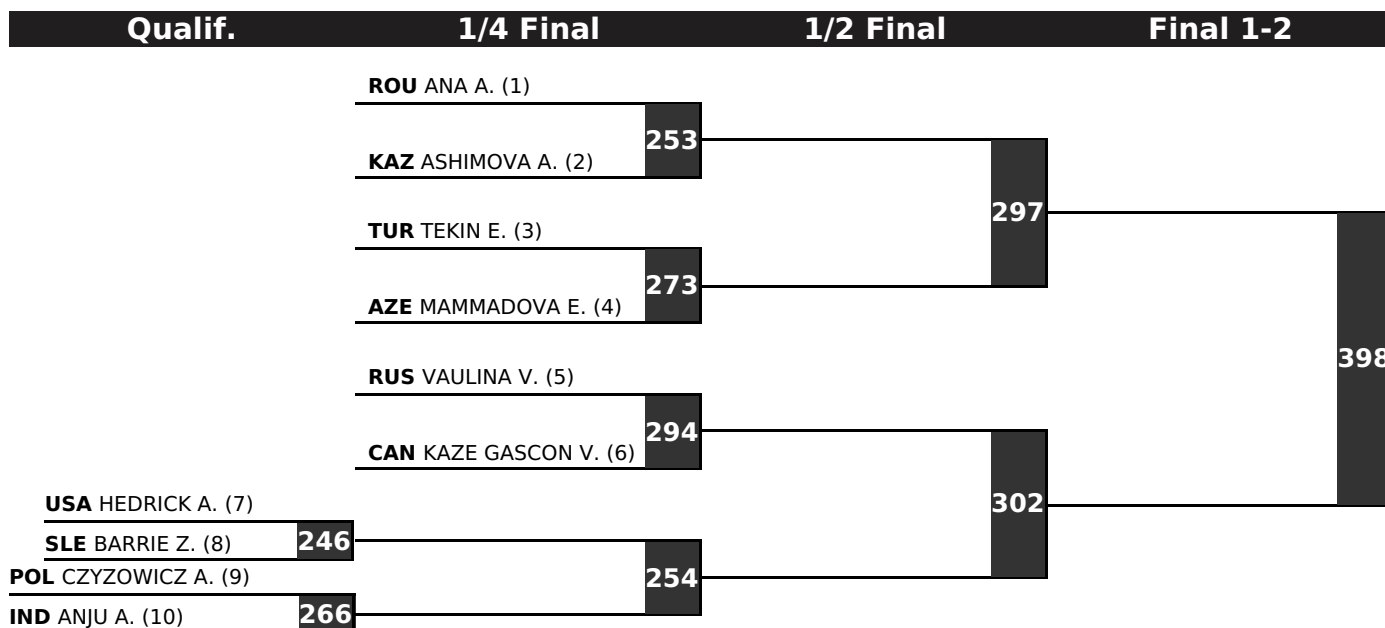 Qualif. 1/4 Final 1/2 Final Final 1-2
ROU ANA A. (1)
253
KAZ ASHIMOVA A. (2)
297
TUR TEKIN E. (3)
273
AZE MAMMADOVA E. (4)
398
RUS VAULINA V. (5)
294
CAN KAZE GASCON V. (6)
USA HEDRICK A. (7)
302
SLE BARRIE Z. (8)
246
POL CZYZOWICZ A. (9)
254
IND ANJU A. (10)
266